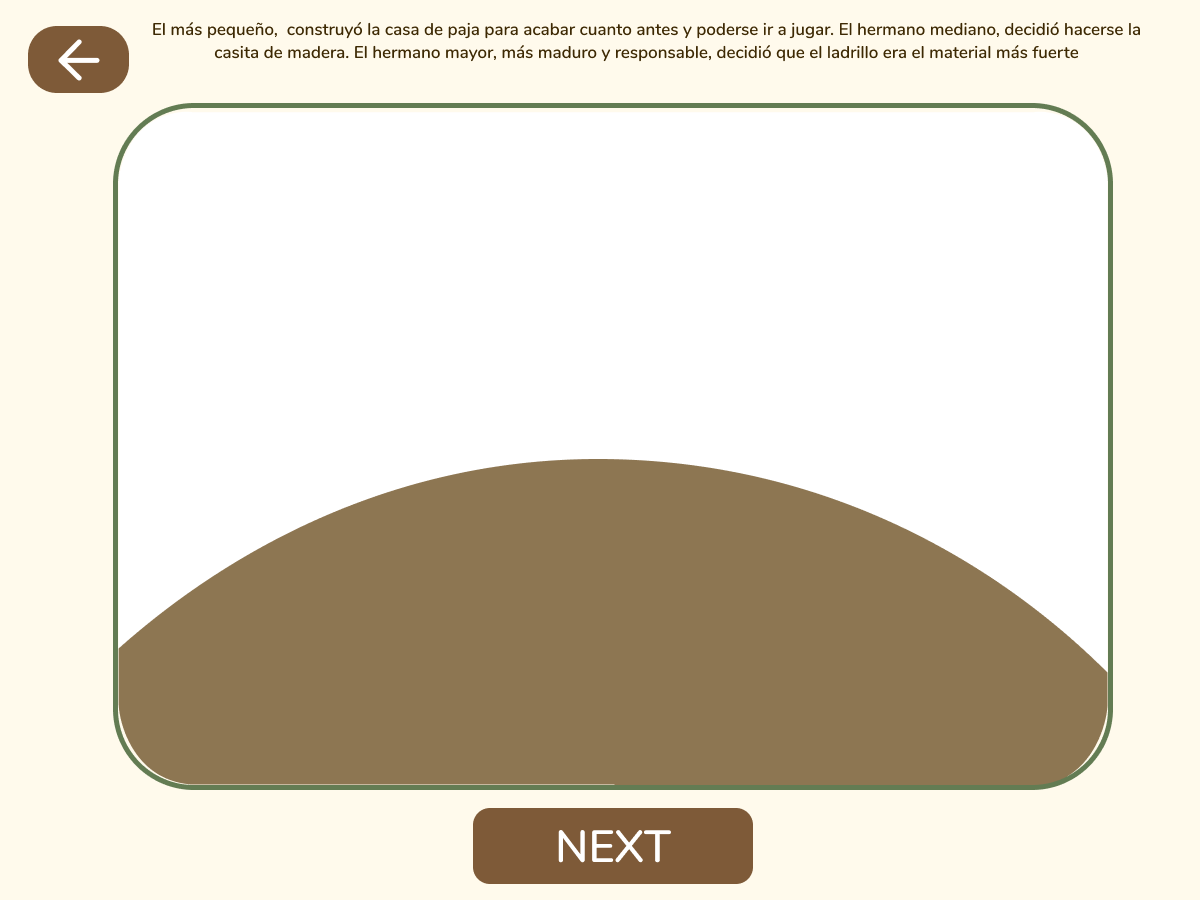 El más pequeño,  construyó la casa de paja para acabar cuanto antes y poderse ir a jugar. El hermano mediano, decidió hacerse la
casita de madera. El hermano mayor, más maduro y responsable, decidió que el ladrillo era el material más fuerte
NEXT